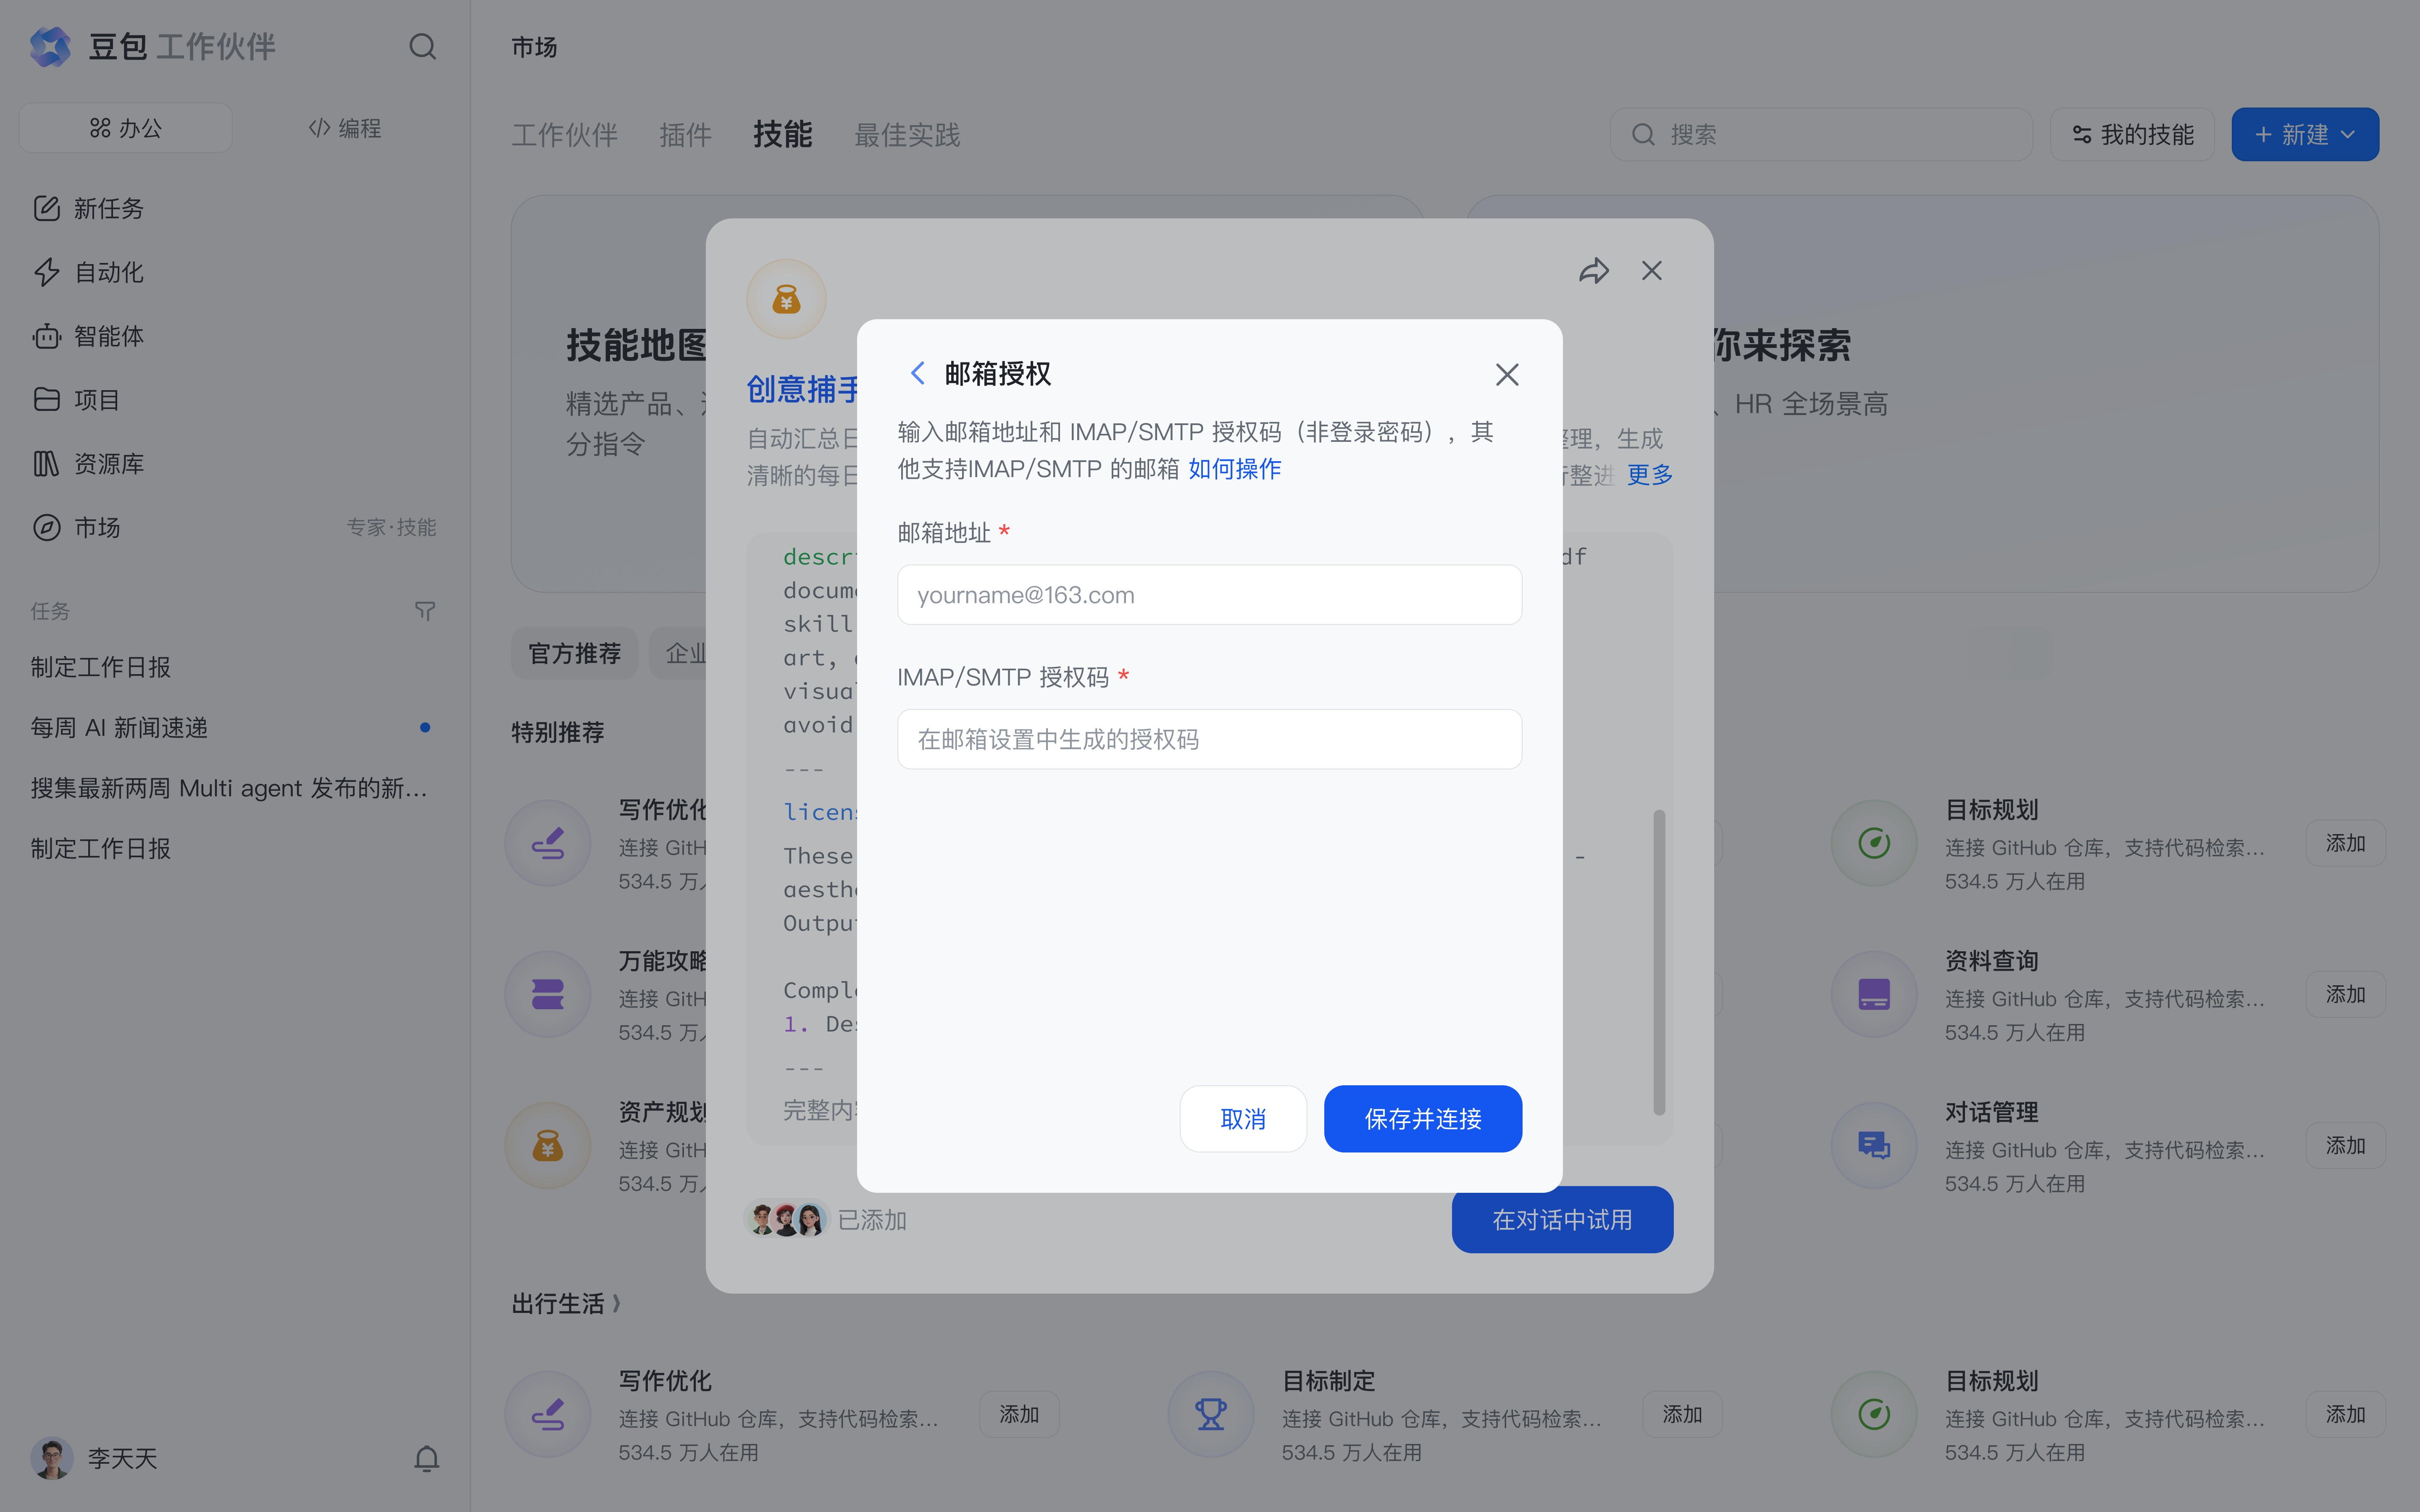 豆包 工作伙伴
办公
编程
新任务
自动化
智能体
项目
资源库
市场
专家·技能
任务
制定工作日报
每周 AI 新闻速递
搜集最新两周 Multi agent 发布的新...
制定工作日报
李天天
市场
工作伙伴
插件
技能
最佳实践
搜索
我的技能
新建
技能地图
精选产品、
分指令
你来探索
、HR 全场景高
官方推荐
企业
特别推荐
写作优化
连接 GitH
534.5 万人
万能攻略
连接 GitH
534.5 万人
资产规划
连接 GitH
534.5 万人
目标规划
连接 GitHub 仓库，支持代码检索...
534.5 万人在用
添加
资料查询
连接 GitHub 仓库，支持代码检索...
534.5 万人在用
添加
对话管理
连接 GitHub 仓库，支持代码检索...
534.5 万人在用
添加
出行生活
写作优化
连接 GitHub 仓库，支持代码检索...
534.5 万人在用
添加
目标制定
连接 GitHub 仓库，支持代码检索...
534.5 万人在用
添加
目标规划
连接 GitHub 仓库，支持代码检索...
534.5 万人在用
添加
创意捕手
自动汇总日
理，生成
清晰的每日
行整进 更多
descr
df
docum
skill
art,
visua
avoid
---
licens
These
-
aesthe
Outpu
Compl
1. De
---
完整内
已添加
在对话中试用
邮箱授权
输入邮箱地址和 IMAP/SMTP 授权码（非登录密码），其
他支持IMAP/SMTP 的邮箱 如何操作
邮箱地址 *
yourname@163.com
IMAP/SMTP 授权码 *
在邮箱设置中生成的授权码
取消
保存并连接